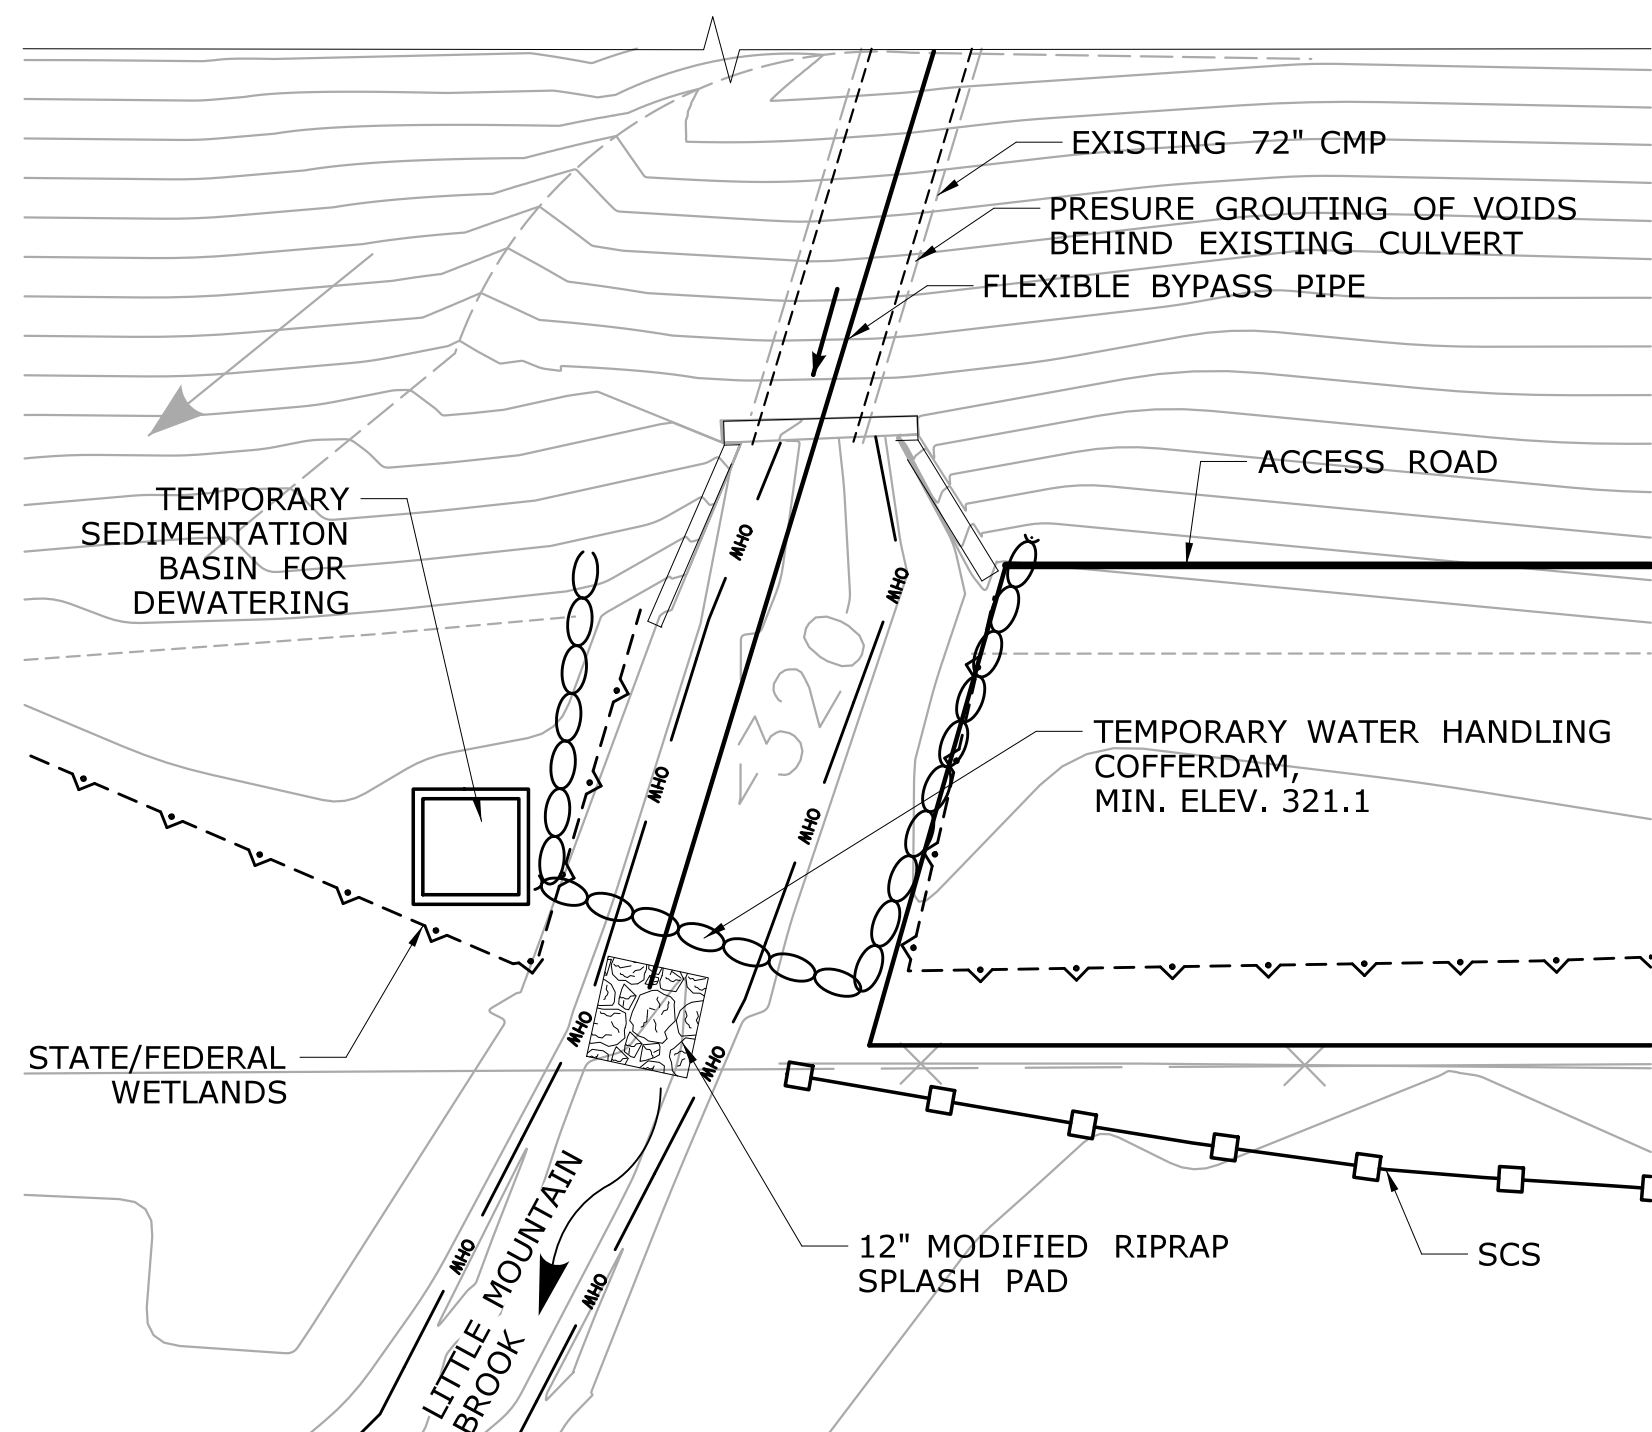 EXISTING 72" CMP
PRESURE GROUTING OF VOIDS
BEHIND EXISTING CULVERT
FLEXIBLE BYPASS PIPE
ACCESS ROAD
TEMPORARY
SEDIMENTATION
BASIN FOR
DEWATERING
OHW
OHW
320
TEMPORARY WATER HANDLING
COFFERDAM,
MIN. ELEV. 321.1
OHW
OHW
STATE/FEDERAL
WETLANDS
OHW
OHW
12" MODIFIED RIPRAP
SPLASH PAD
SCS
OHW
OHW
LITTLE MOUNTAIN
BROOK